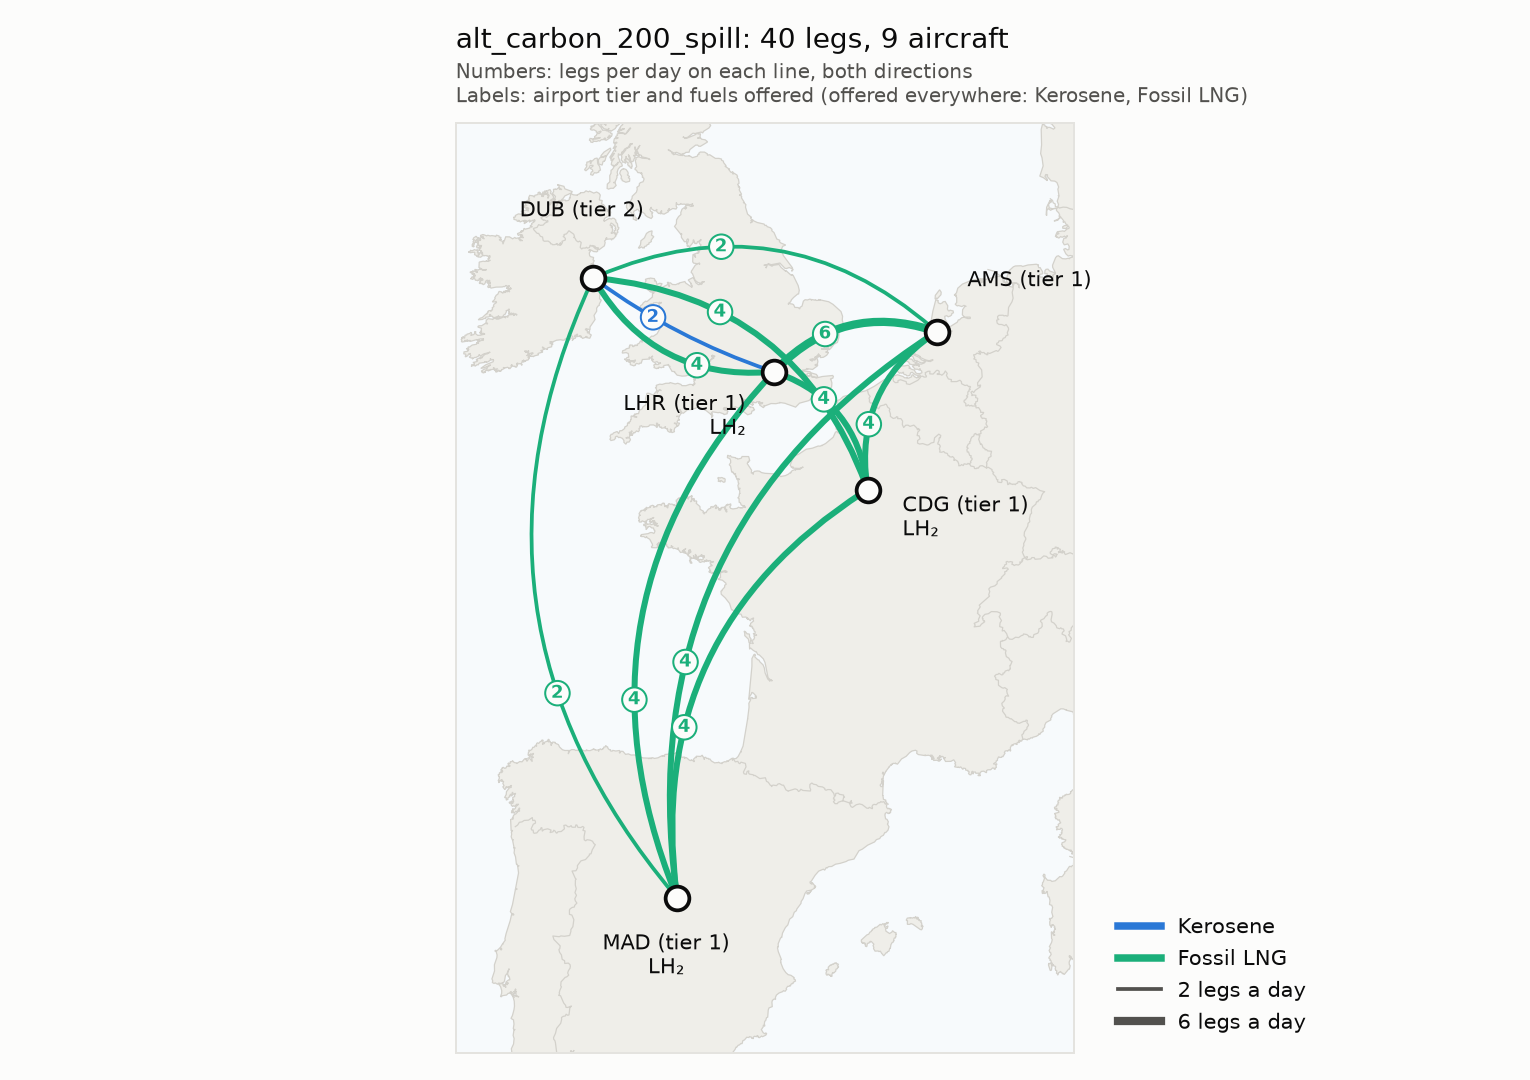 alt_carbon_200_spill: 40 legs, 9 aircraft
Numbers: legs per day on each line, both directions
Labels: airport tier and fuels offered (offered everywhere: Kerosene, Fossil LNG)
DUB (tier 2)
2
AMS (tier 1)
4
2
6
4
LHR (tier 1)
LH₂
4
4
CDG (tier 1)
LH₂
4
2
4
4
MAD (tier 1)
LH₂
Kerosene
Fossil LNG
2 legs a day
6 legs a day